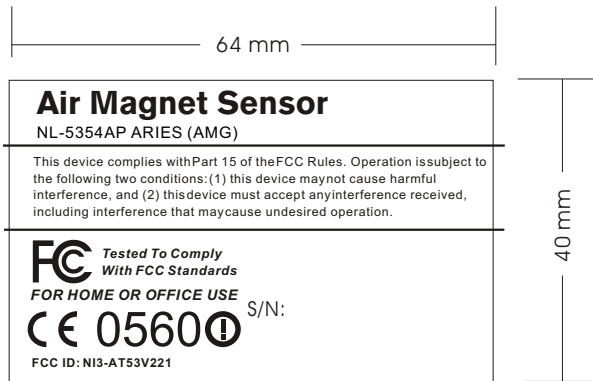 64 mm
Air Magnet Sensor
NL-5354AP ARIES (AMG)
This device complies withPart 15 of theFCC Rules. Operation issubject to
the following two conditions:(1) this device maynot cause harmful
interference, and (2) thisdevice must accept anyinterference received,
including interference that maycause undesired operation.
FC Tested To Comply
With FCC Standards
FOR HOME OR OFFICE USE
S/N:
CE 0560
FCC ID: NI3-AT53V221
40 mm